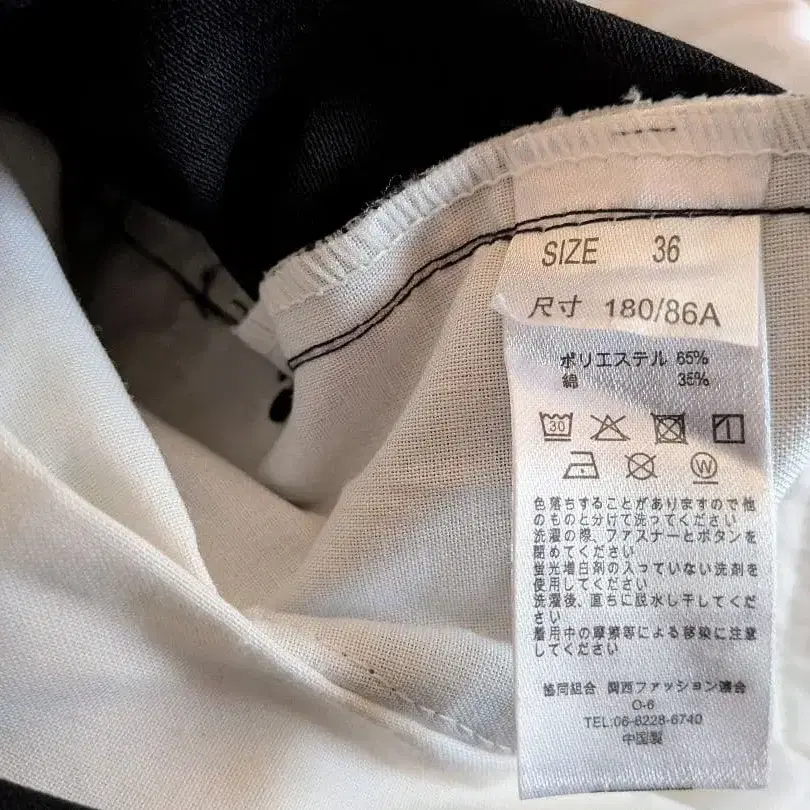 SIZE 36
尺寸 180/86A
ポリエステル 65%
綿 35%
30
W
色落ちすることがありますので他
のものと分けて洗ってください
洗濯の際、ファスナーとボタンを
閉めてください
蛍光増白剤の入っていない洗剤を
使用してください
洗濯後、直ちに脱水し干してくだ
さい
着用中の摩擦等による移染に注意
してください
協同組合 関西ファッション連合
O-6
TEL:06-6228-6740
中国製